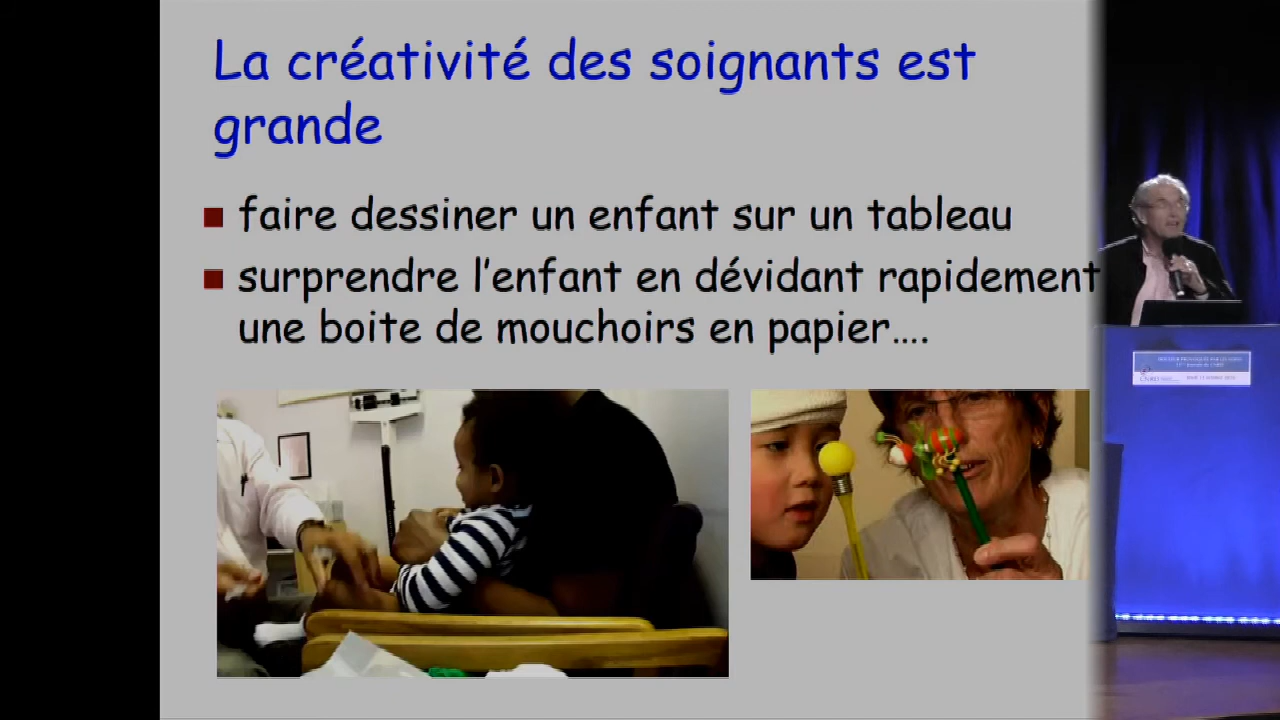 La créativité des soignants est
grande
faire dessiner un enfant sur un tableau
surprendre l'enfant en dévidant rapidement
une boite de mouchoirs en papier....